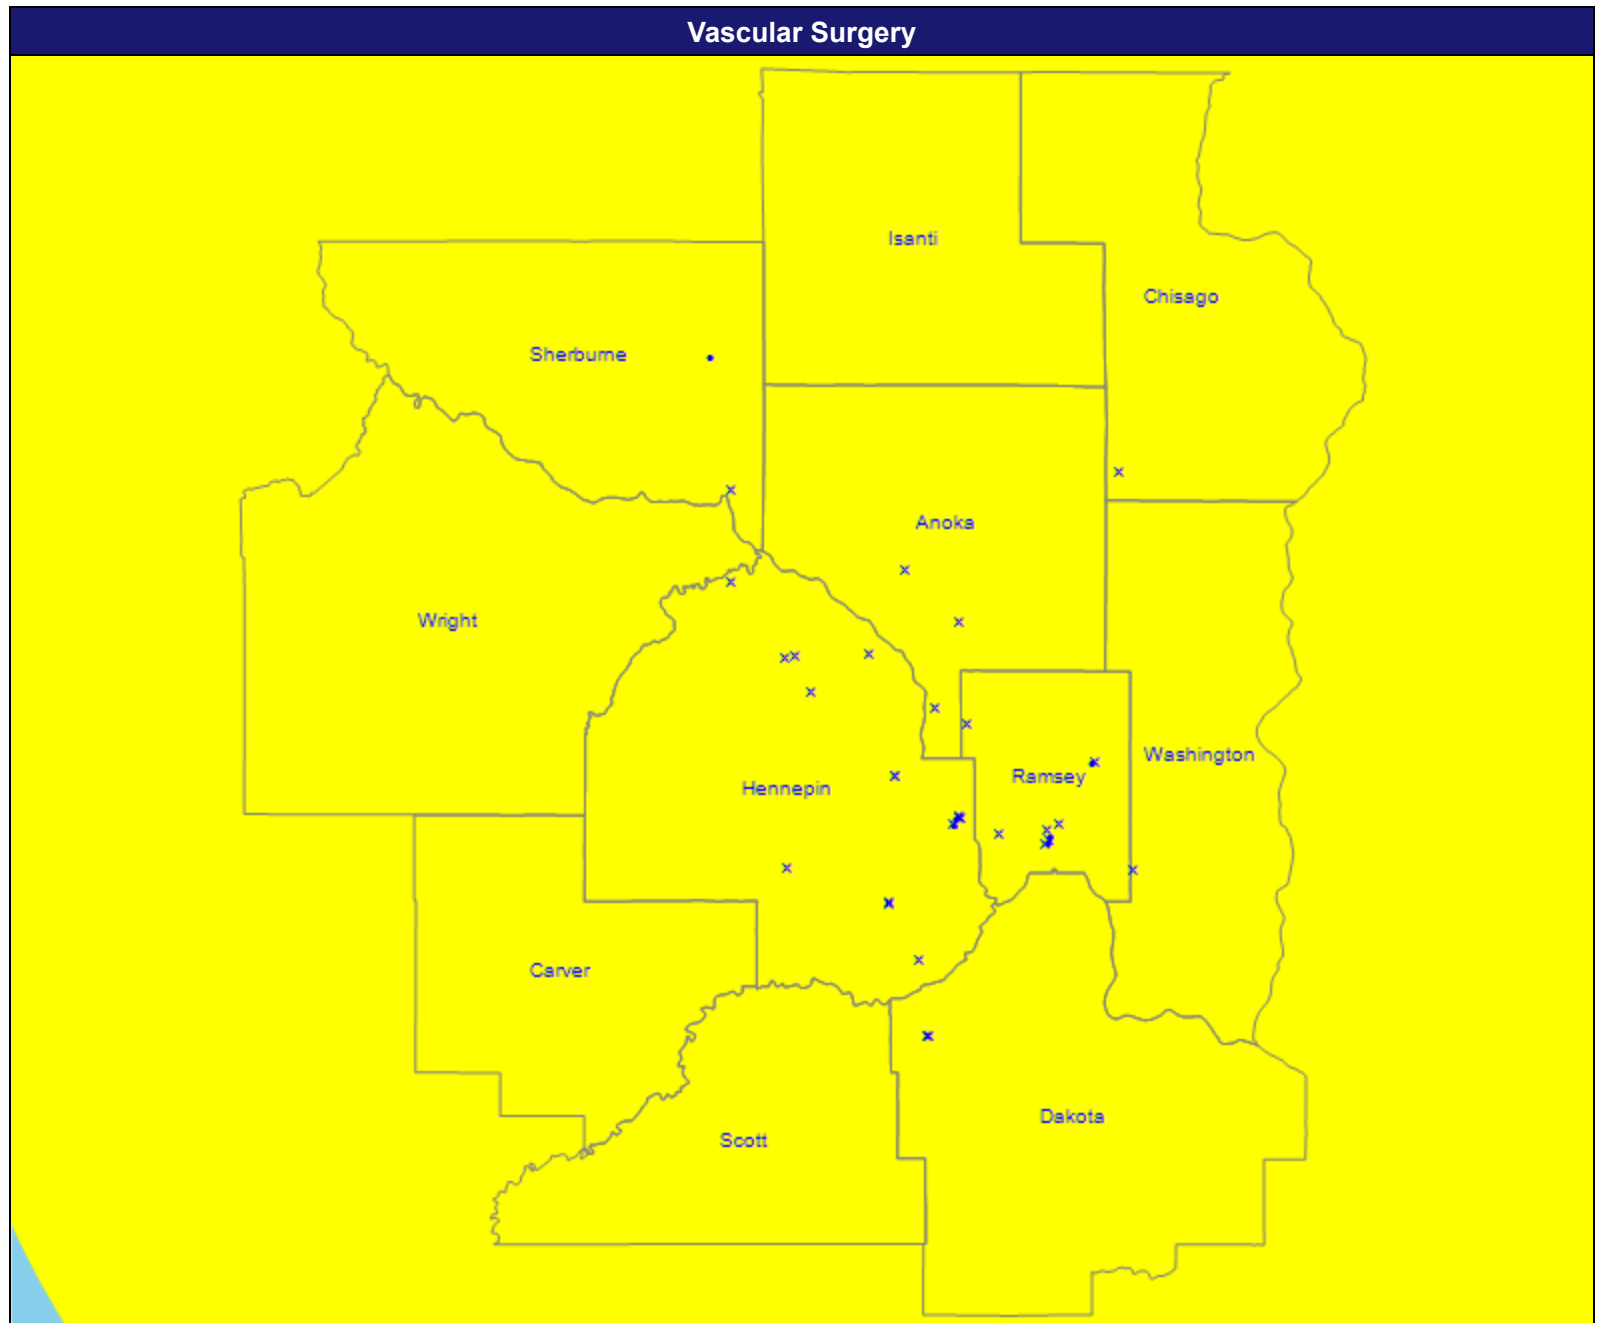 Vascular Surgery
Isanti
Chisago
Sherburne
Anoka
Wright
Washington
Ramsey
Hennepin
Carver
Dakota
Scott